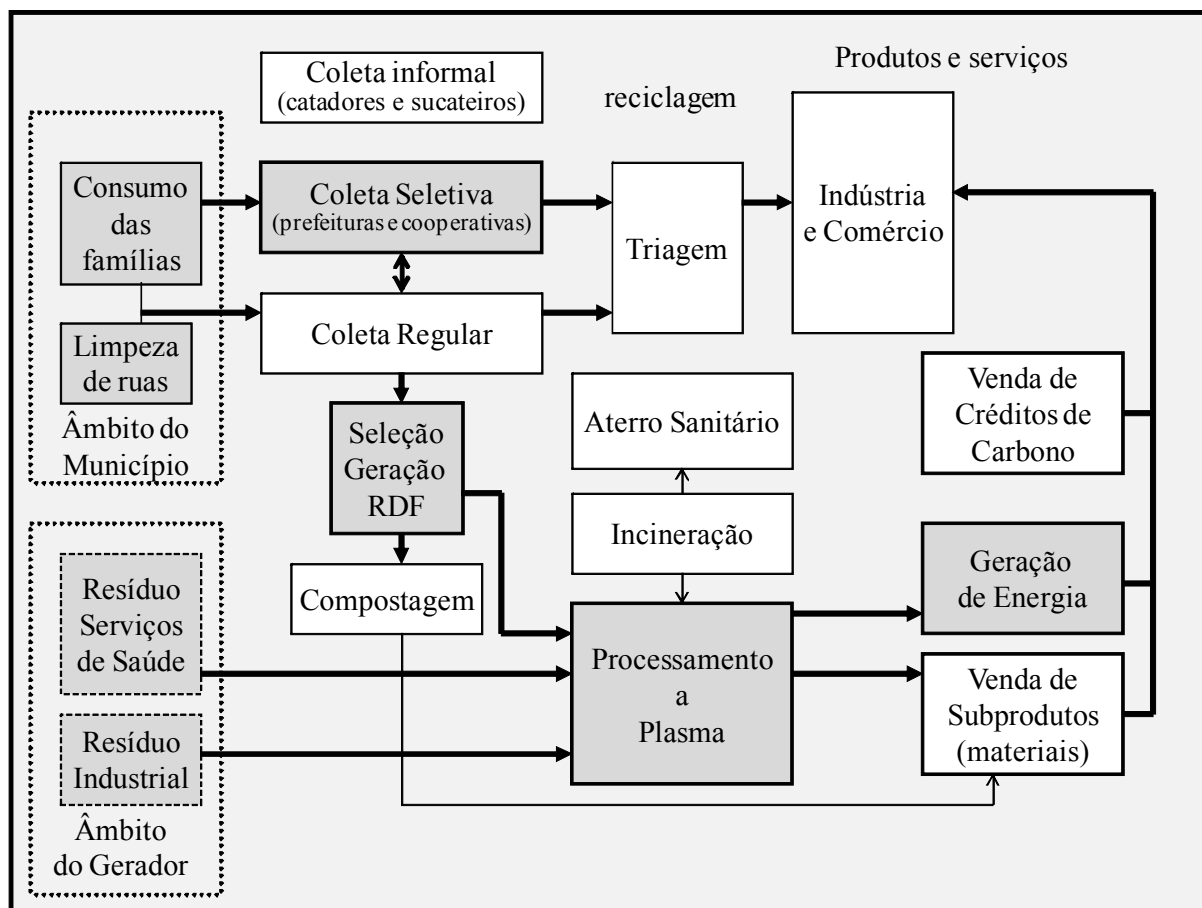 Produtos e serviços
Coleta informal
(catadores e sucateiros)
reciclagem
Consumo
das
famílias
Coleta Seletiva
(prefeituras e cooperativas)
Triagem
Indústria
e Comércio
Coleta Regular
Limpeza
de ruas
Âmbito do
Município
Seleção
Geração
RDF
Aterro Sanitário
Venda de
Créditos de
Carbono
Incineração
Resíduo
Serviços
de Saúde
Compostagem
Geração
de Energia
Processamento
a
Plasma
Venda de
Subprodutos
(materiais)
Resíduo
Industrial
Âmbito
do Gerador